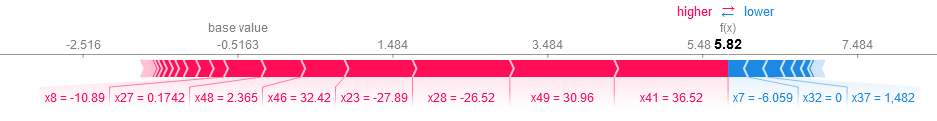 higher ⇄ lower
base value f(x)
-2.516 -0.5163 1.484 3.484 5.48 5.82 7.484
x8 = -10.89 x27 = 0.1742 x48 = 2.365 x46 = 32.42 x23 = -27.89 x28 = -26.52 x49 = 30.96 x41 = 36.52 x7 = -6.059 x32 = 0 x37 = 1,482